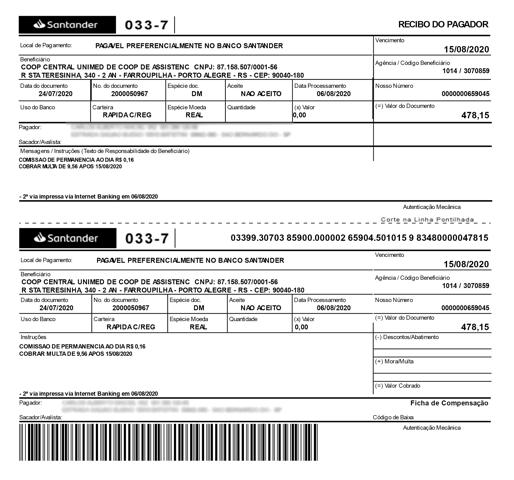 Santander 033-7 RECIBO DO PAGADOR
Local de Pagamento: PAGAVEL PREFERENCIALMENTE NO BANCO SANTANDER
Vencimento
15/08/2020
Beneficiário
COOP CENTRAL UNIMED DE COOP DE ASSISTENC CNPJ: 87.158.507/0001-56
R STA TERESINHA, 340 - 2 AN - FARROUPILHA - PORTO ALEGRE - RS - CEP: 90040-180
Agência / Código Beneficiário
1014 / 3070859
Data do documento No. do documento Espécie doc. Aceite Data Processamento Nosso Número
24/07/2020 2000050967 DM NAO ACEITO 06/08/2020 0000000659045
Uso do Banco Carteira Espécie Moeda Quantidade (x) Valor (=) Valor do Documento
RAPIDA C/REG REAL 0,00 478,15
Pagador:
Sacador/Avalista:
Mensagens / Instruções (Texto de Responsabilidade do Beneficiário)
COMISSAO DE PERMANENCIA AO DIA R$ 0,16
COBRAR MULTA DE 9,56 APOS 15/08/2020
- 2ª via impressa via Internet Banking em 06/08/2020
Autenticação Mecânica
Corte na Linha Pontilhada
Santander 033-7 03399.30703 85900.000002 65904.501015 9 83480000047815
Local de Pagamento: PAGAVEL PREFERENCIALMENTE NO BANCO SANTANDER
Vencimento
15/08/2020
Beneficiário
COOP CENTRAL UNIMED DE COOP DE ASSISTENC CNPJ: 87.158.507/0001-56
R STA TERESINHA, 340 - 2 AN - FARROUPILHA - PORTO ALEGRE - RS - CEP: 90040-180
Agência / Código Beneficiário
1014 / 3070859
Data do documento No. do documento Espécie doc. Aceite Data Processamento Nosso Número
24/07/2020 2000050967 DM NAO ACEITO 06/08/2020 0000000659045
Uso do Banco Carteira Espécie Moeda Quantidade (x) Valor (=) Valor do Documento
RAPIDA C/REG REAL 0,00 478,15
Instruções
COMISSAO DE PERMANENCIA AO DIA R$ 0,16
COBRAR MULTA DE 9,56 APOS 15/08/2020
(-) Descontos/Abatimento
(+) Mora/Multa
(=) Valor Cobrado
- 2ª via impressa via Internet Banking em 06/08/2020
Pagador:
Ficha de Compensação
Sacador/Avalista:
Código de Baixa
Autenticação Mecânica